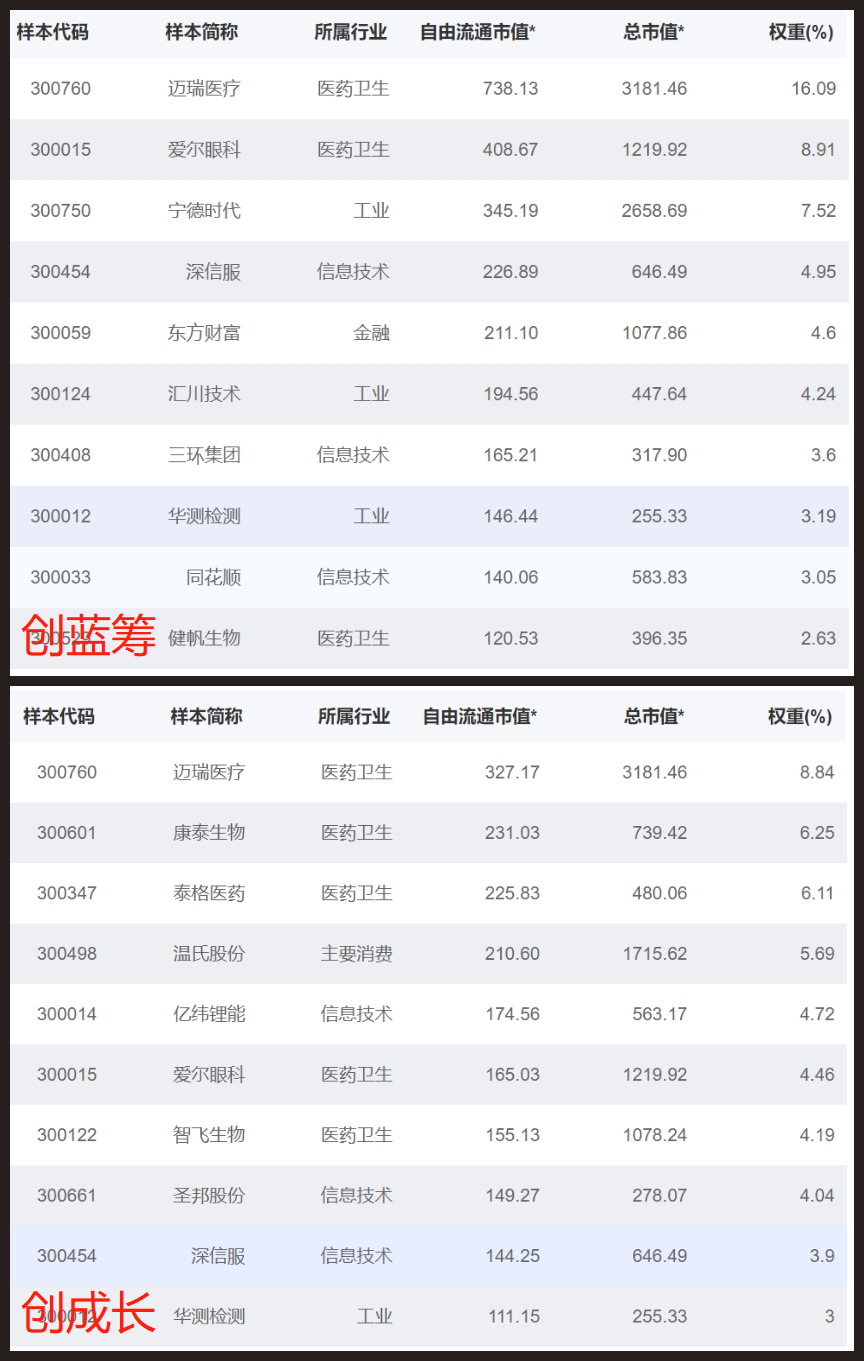 样本代码 样本简称 所属行业 自由流通市值* 总市值* 权重(%)
300760 迈瑞医疗 医药卫生 738.13 3181.46 16.09
300015 爱尔眼科 医药卫生 408.67 1219.92 8.91
300750 宁德时代 工业 345.19 2658.69 7.52
300454 深信服 信息技术 226.89 646.49 4.95
300059 东方财富 金融 211.10 1077.86 4.6
300124 汇川技术 工业 194.56 447.64 4.24
300408 三环集团 信息技术 165.21 317.90 3.6
300012 华测检测 工业 146.44 255.33 3.19
300033 同花顺 信息技术 140.06 583.83 3.05
300529 健帆生物 医药卫生 120.53 396.35 2.63
创蓝筹
样本代码 样本简称 所属行业 自由流通市值* 总市值* 权重(%)
300760 迈瑞医疗 医药卫生 327.17 3181.46 8.84
300601 康泰生物 医药卫生 231.03 739.42 6.25
300347 泰格医药 医药卫生 225.83 480.06 6.11
300498 温氏股份 主要消费 210.60 1715.62 5.69
300014 亿纬锂能 信息技术 174.56 563.17 4.72
300015 爱尔眼科 医药卫生 165.03 1219.92 4.46
300122 智飞生物 医药卫生 155.13 1078.24 4.19
300661 圣邦股份 信息技术 149.27 278.07 4.04
300454 深信服 信息技术 144.25 646.49 3.9
300012 华测检测 工业 111.15 255.33 3
创成长